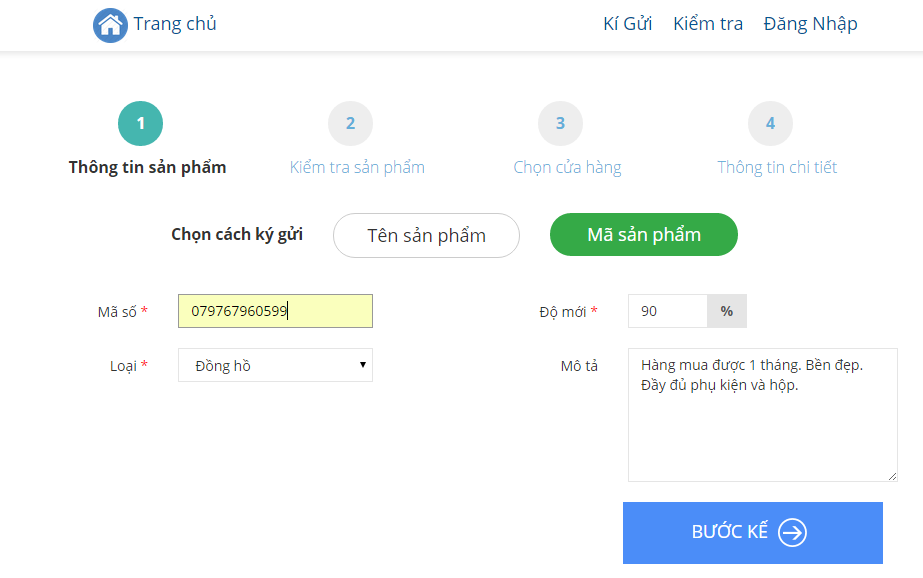 Trang chủ
Kí Gửi Kiểm tra Đăng Nhập
1 2 3 4
Thông tin sản phẩm Kiểm tra sản phẩm Chọn cửa hàng Thông tin chi tiết
Chọn cách ký gửi Tên sản phẩm Mã sản phẩm
Mã số * 079767960599 Độ mới * 90 %
Loại * Đồng hồ Mô tả Hàng mua được 1 tháng. Bền đẹp.
Đầy đủ phụ kiện và hộp.
BƯỚC KẾ